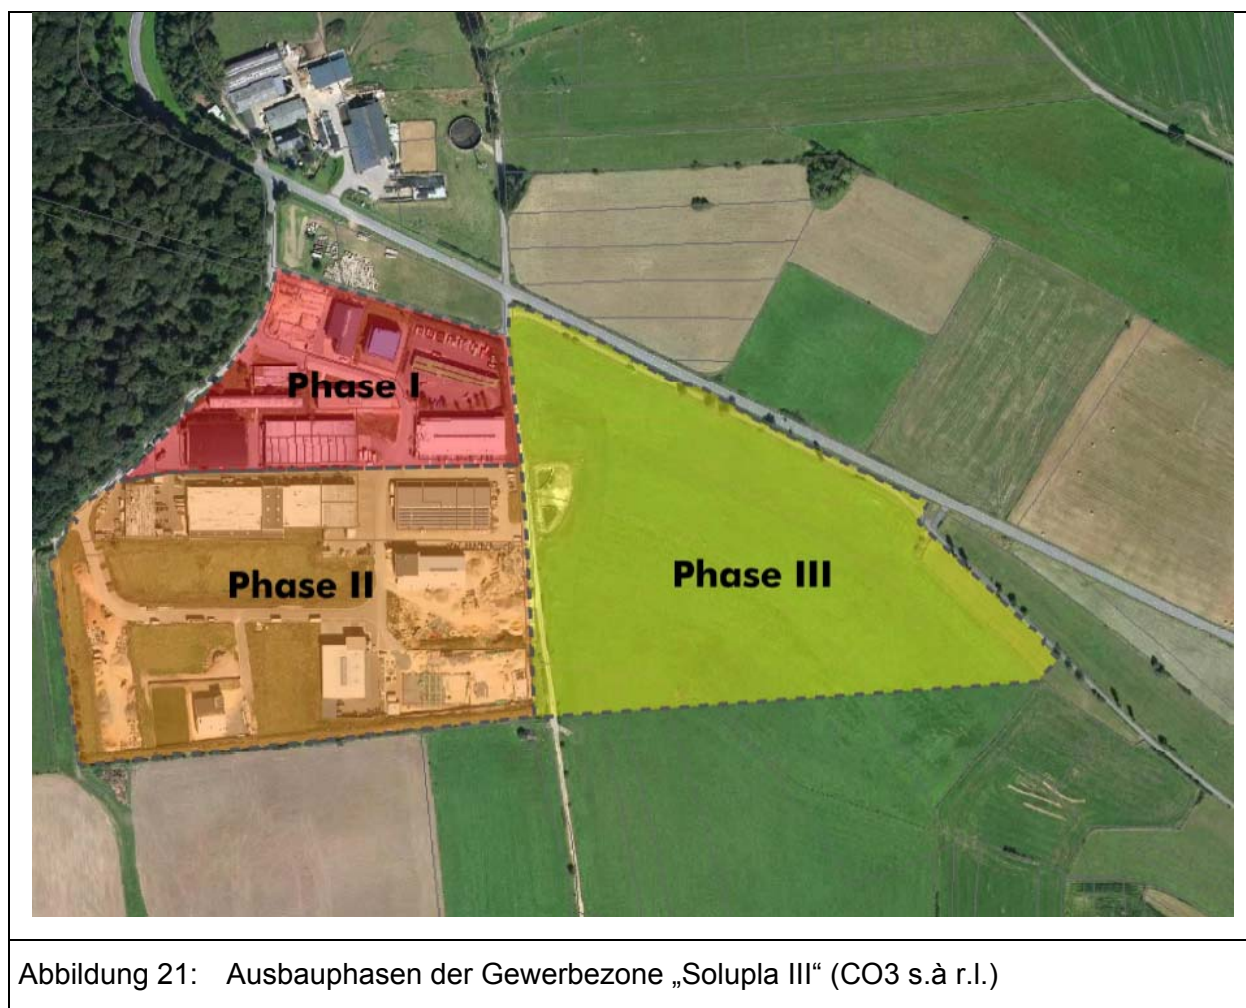 Phase I
Phase II
Phase III
Abbildung 21: Ausbauphasen der Gewerbezone „Solupla III“ (CO3 s.à r.l.)